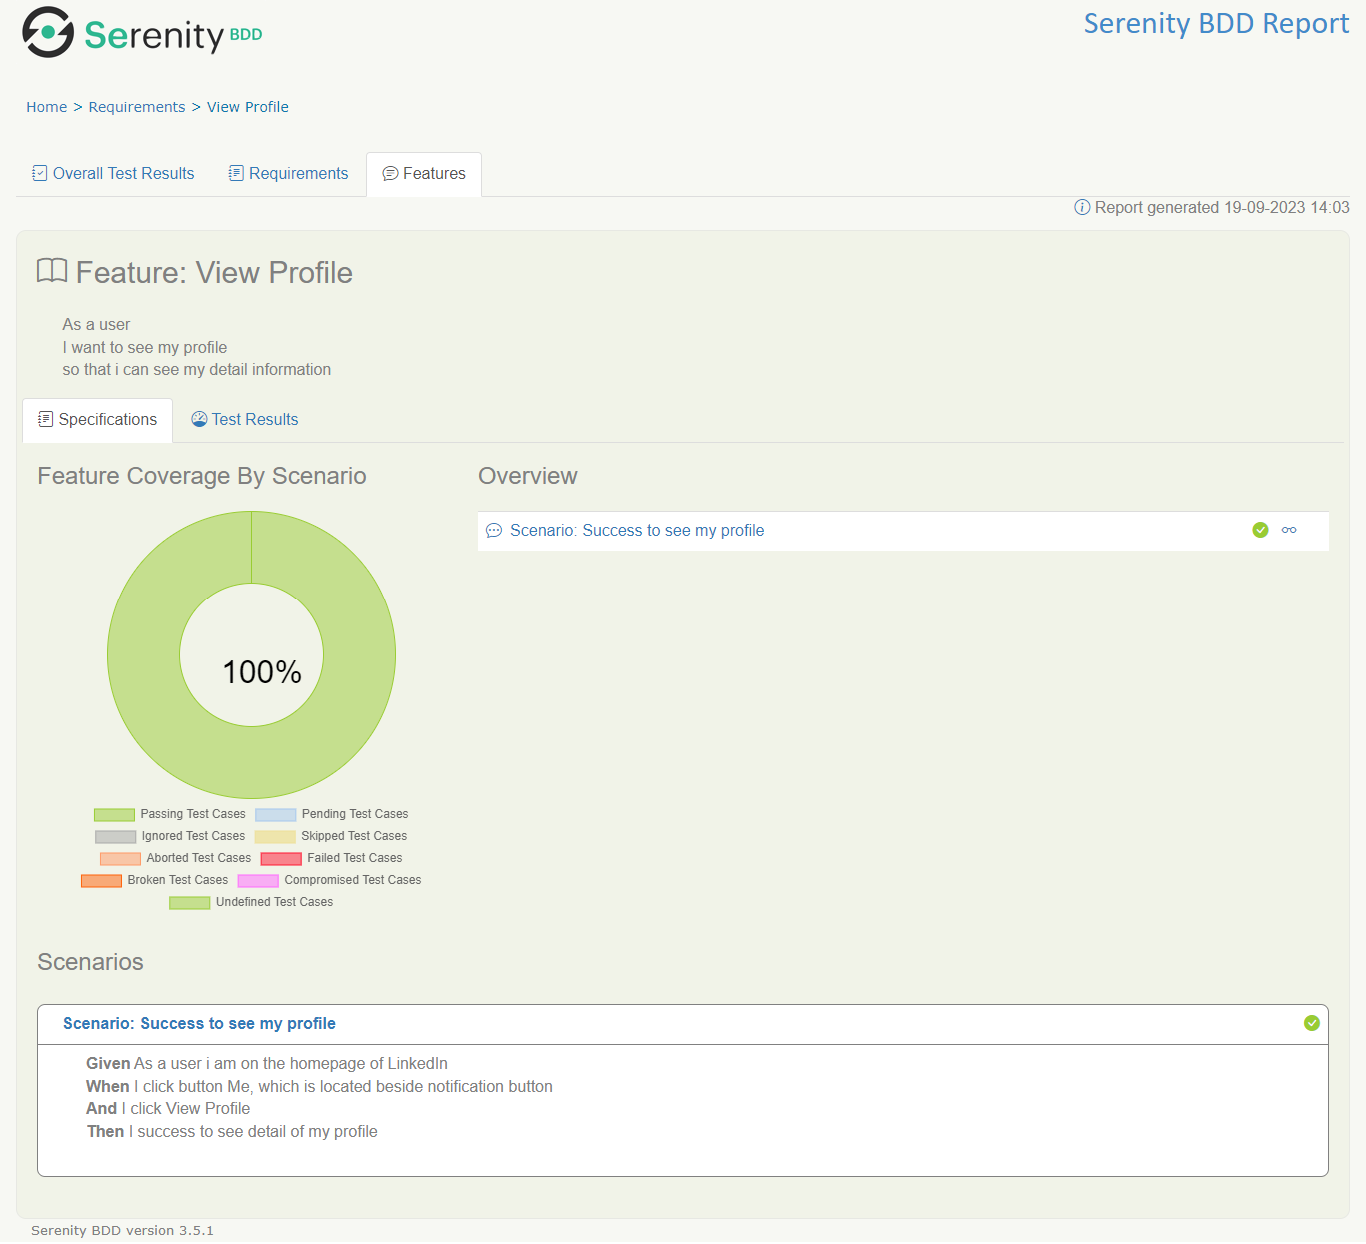 Serenity BDD
Serenity BDD Report
Home > Requirements > View Profile
Overall Test Results
Requirements
Features
Report generated 19-09-2023 14:03
Feature: View Profile
As a user
I want to see my profile
so that i can see my detail information
Specifications
Test Results
Feature Coverage By Scenario
Overview
Scenario: Success to see my profile
100%
Passing Test Cases
Pending Test Cases
Ignored Test Cases
Skipped Test Cases
Aborted Test Cases
Failed Test Cases
Broken Test Cases
Compromised Test Cases
Undefined Test Cases
Scenarios
Scenario: Success to see my profile
Given As a user i am on the homepage of LinkedIn
When I click button Me, which is located beside notification button
And I click View Profile
Then I success to see detail of my profile
Serenity BDD version 3.5.1